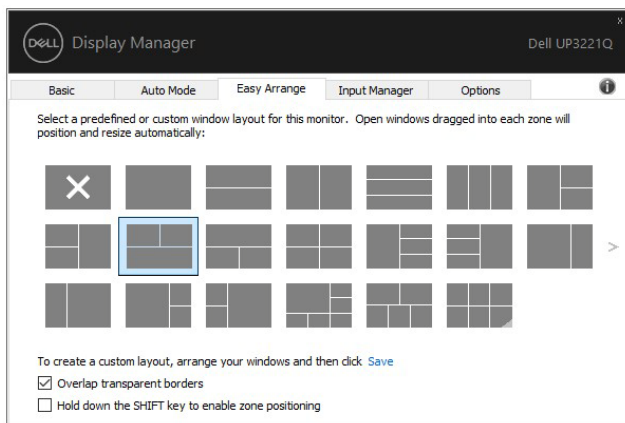 x
DELL Display Manager Dell UP3221Q
Basic Auto Mode Easy Arrange Input Manager Options
Select a predefined or custom window layout for this monitor. Open windows dragged into each zone will
position and resize automatically:
To create a custom layout, arrange your windows and then click Save
Overlap transparent borders
Hold down the SHIFT key to enable zone positioning